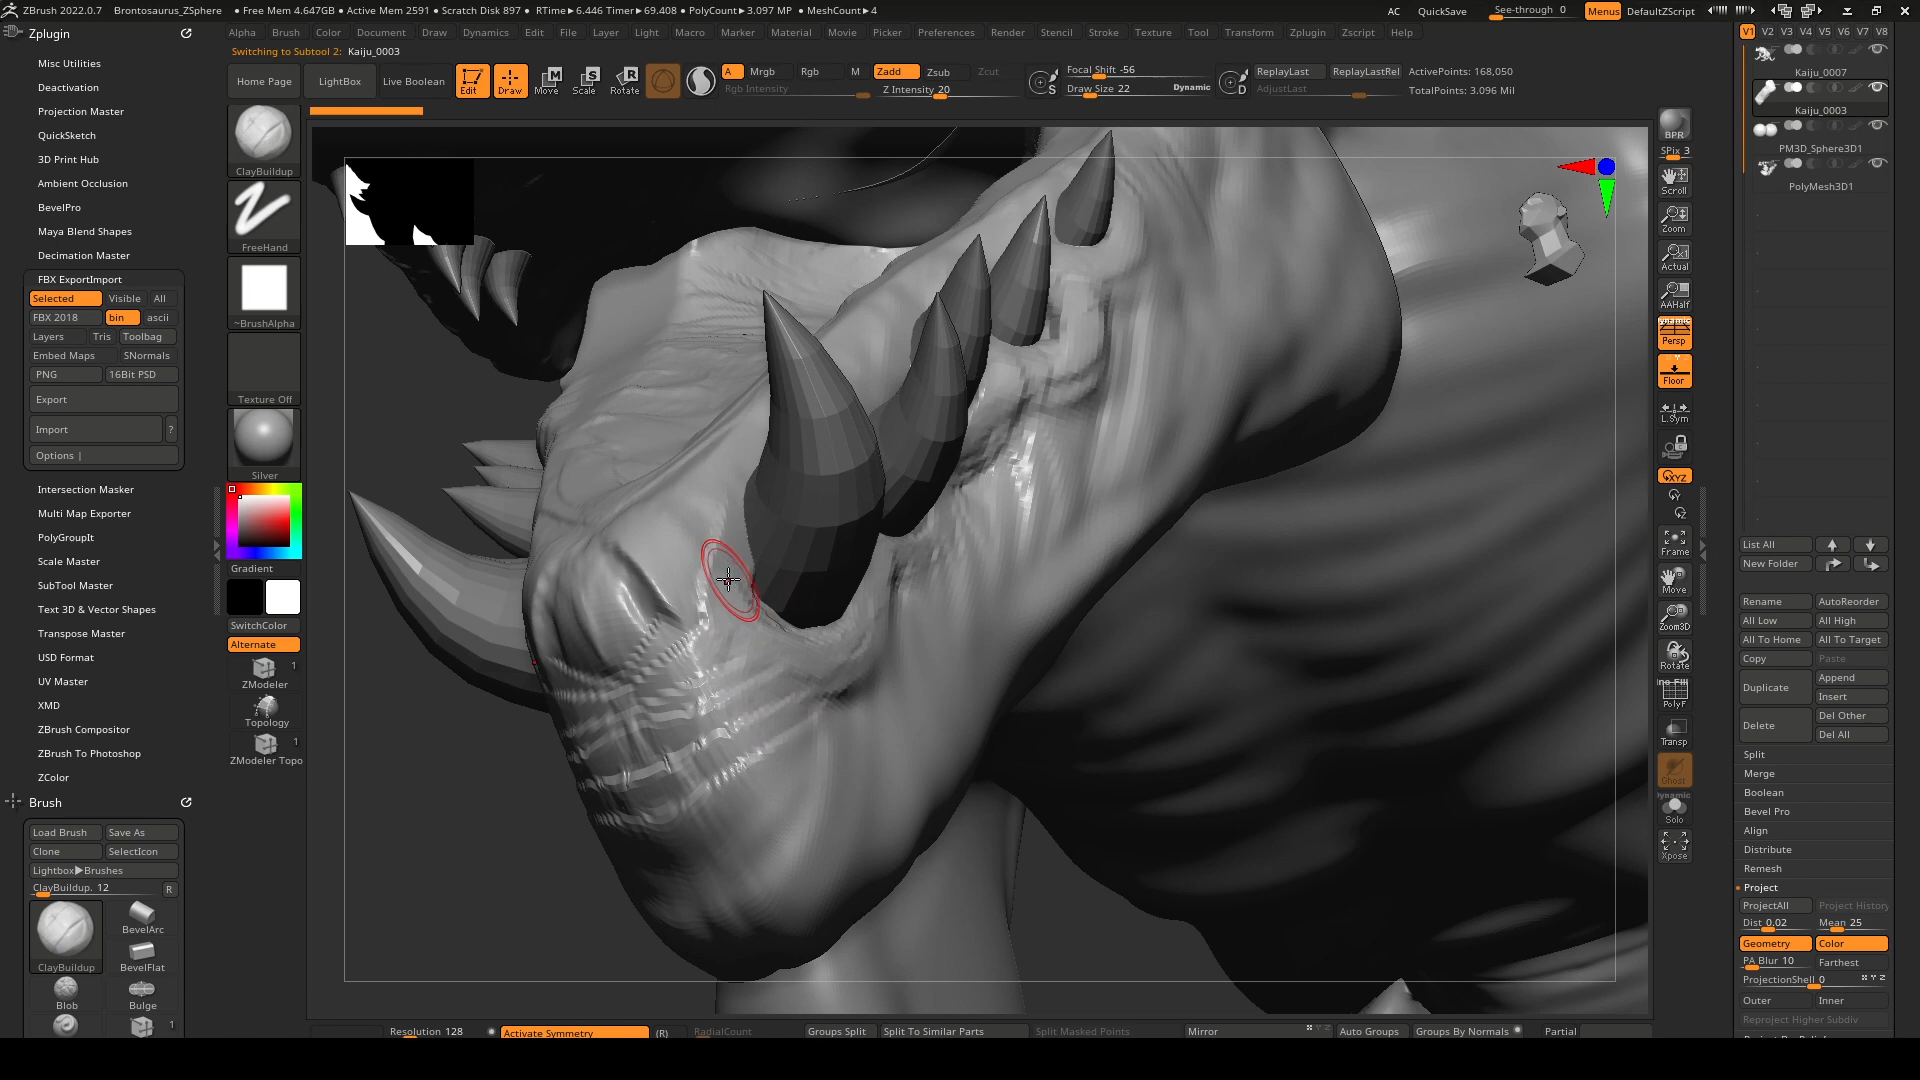 ZBrush 2022.0.7 Brontosaurus_ZSphere • Free Mem 4.647GB • Active Mem 2591 • Scratch Disk 897 • RTime▶6.446 Timer▶69.408 • PolyCount▶3.097 MP • MeshCount▶4 AC QuickSave See-through 0 Menus DefaultZScript
Zplugin
Alpha Brush Color Document Draw Dynamics Edit File Layer Light Macro Marker Material Movie Picker Preferences Render Stencil Stroke Texture Tool Transform Zplugin Zscript Help
V1 V2 V3 V4 V5 V6 V7 V8
Switching to Subtool 2: Kaiju_0003
Home Page LightBox Live Boolean Edit Draw Move Scale Rotate
A Mrgb Rgb M Zadd Zsub Zcut
Rgb Intensity Z Intensity 20
Focal Shift -56
Draw Size 22 Dynamic
S
D
ReplayLast ReplayLastRel ActivePoints: 168,050
AdjustLast TotalPoints: 3.096 Mil
Misc Utilities
Deactivation
Projection Master
QuickSketch
3D Print Hub
Ambient Occlusion
BevelPro
Maya Blend Shapes
Decimation Master
FBX ExportImport
Selected Visible All
FBX 2018 bin ascii
Layers Tris Toolbag
Embed Maps SNormals
PNG 16Bit PSD
Export
Import ?
Options |
Intersection Masker
Multi Map Exporter
PolyGroupIt
Scale Master
SubTool Master
Text 3D & Vector Shapes
Transpose Master
USD Format
UV Master
XMD
ZBrush Compositor
ZBrush To Photoshop
ZColor
Brush
Load Brush Save As
Clone SelectIcon
Lightbox▶Brushes
ClayBuildup. 12 R
ClayBuildup
BevelArc
BevelFlat
Blob Bulge
1
ClayBuildup
FreeHand
~BrushAlpha
Texture Off
Silver
Gradient
SwitchColor
Alternate
1
ZModeler
Topology
1
ZModeler Topo
BPR
SPix 3
Scroll
Zoom
Actual
AAHalf
Dynamic
Persp
Floor
L.Sym
XYZ
Y
Z
Frame
Move
Zoom3D
Rotate
PolyF
Transp
Ghost
Dynamic
Solo
Xpose
Kaiju_0007
Kaiju_0003
PM3D_Sphere3D1
PolyMesh3D1
List All
New Folder
Rename AutoReorder
All Low All High
All To Home All To Target
Copy Paste
Duplicate Append
Insert
Delete Del Other
Del All
Split
Merge
Boolean
Bevel Pro
Align
Distribute
Remesh
Project
ProjectAll Project History
Dist 0.02 Mean 25
Geometry Color
PA Blur 10 Farthest
ProjectionShell 0 X Y Z
Outer Inner
Reproject Higher Subdiv
Resolution 128 Activate Symmetry (R) RadialCount Groups Split Split To Similar Parts Split Masked Points Mirror Auto Groups Groups By Normals Partial